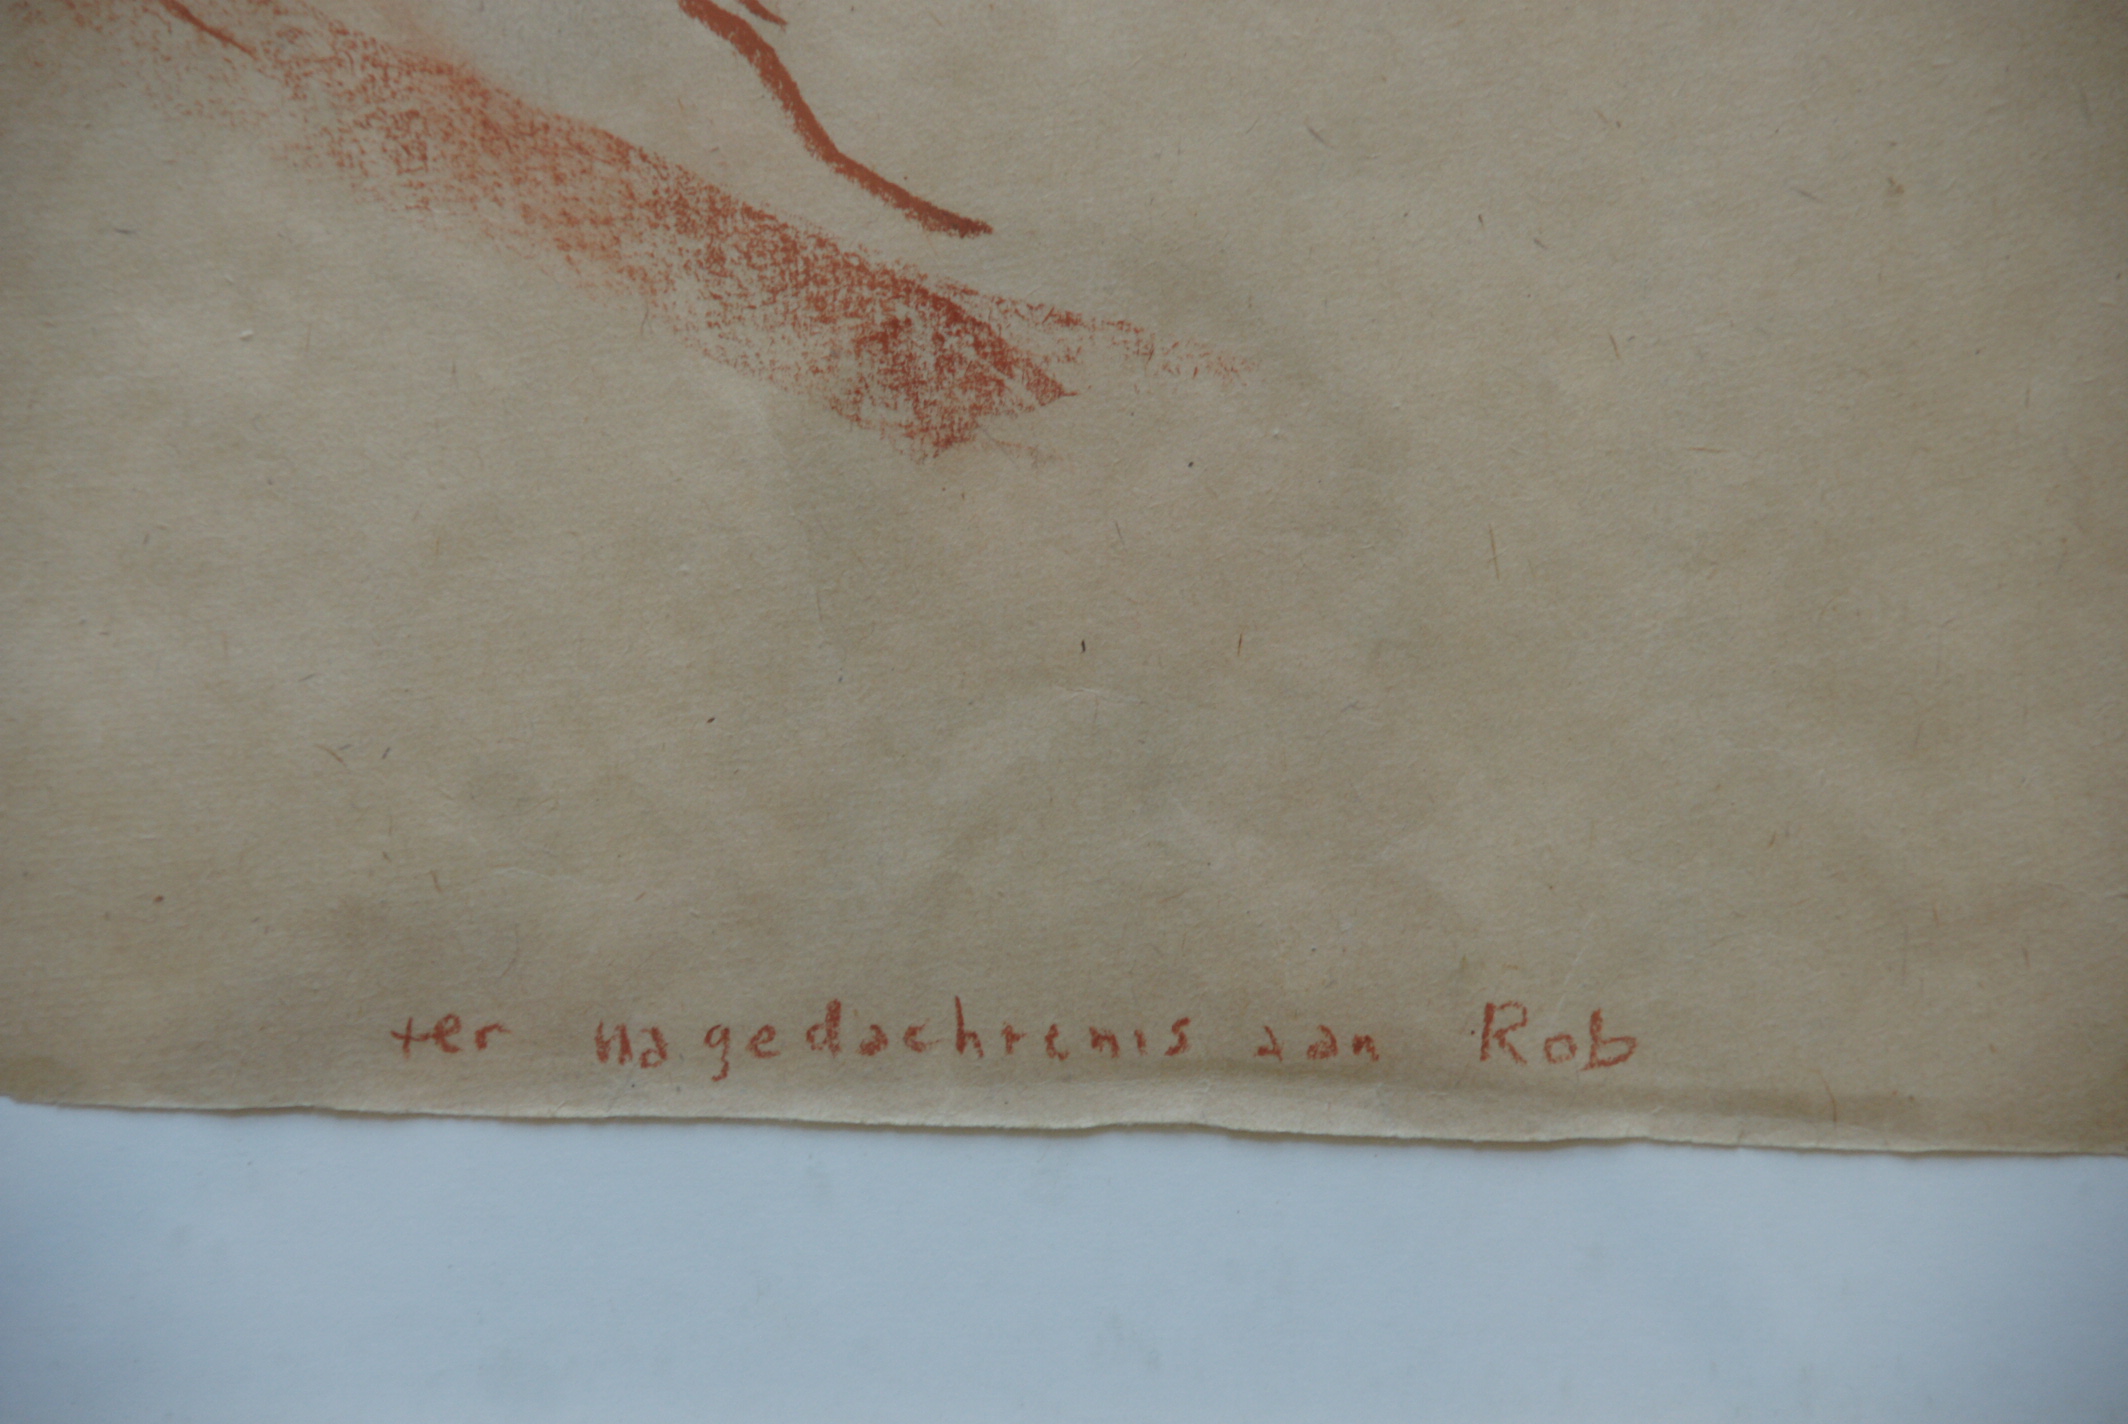 ter nagedachtenis aan Rob